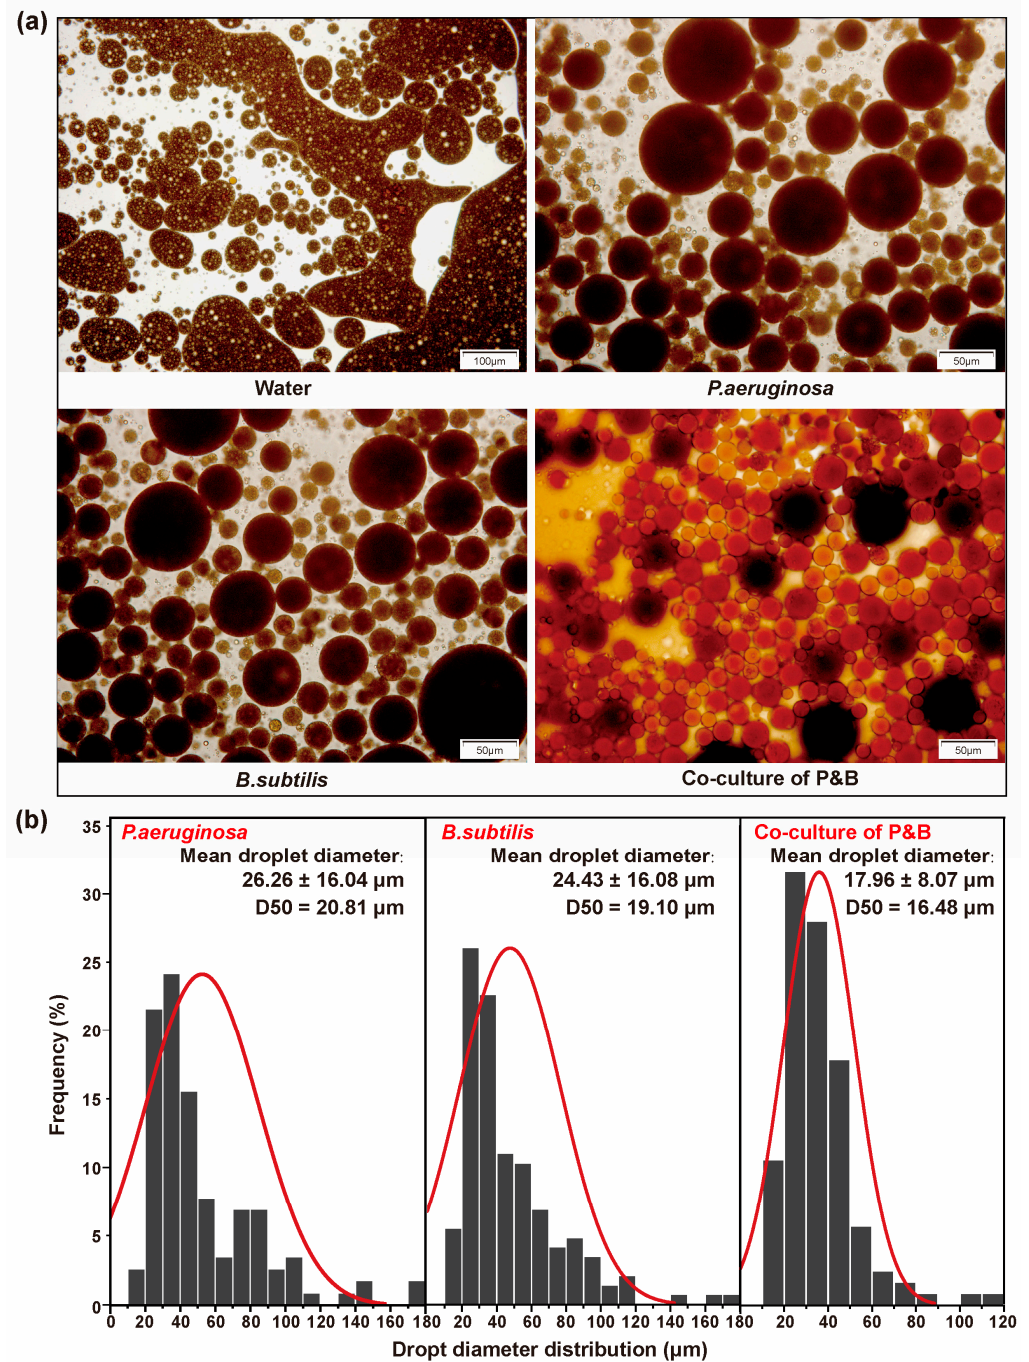 (a)
100μm
50μm
Water
P.aeruginosa
50μm
50μm
B.subtilis
Co-culture of P&B
(b)
P.aeruginosa
Mean droplet diameter:
26.26 ± 16.04 μm
D50 = 20.81 μm
B.subtilis
Mean droplet diameter:
24.43 ± 16.08 μm
D50 = 19.10 μm
Co-culture of P&B
Mean droplet diameter:
17.96 ± 8.07 μm
D50 = 16.48 μm
Frequency (%)
35
30
25
20
15
10
5
0
0 20 40 60 80 100 120 140 160 180
20 40 60 80 100 120 140 160 180
20 40 60 80 100 120
Dropt diameter distribution (μm)